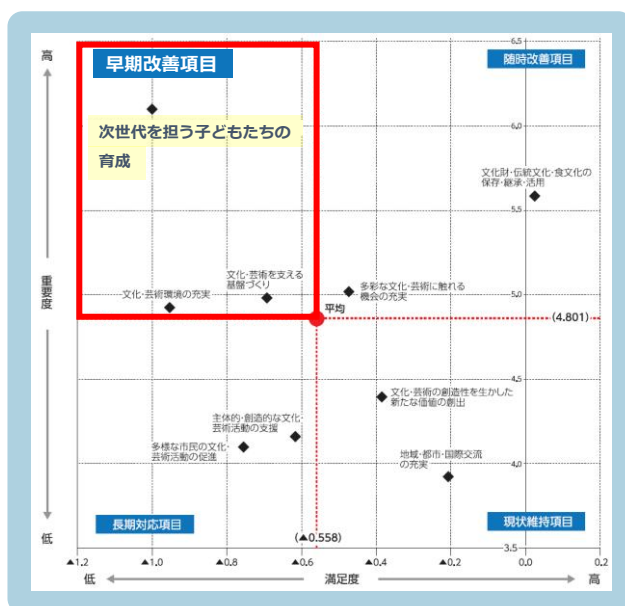 高
早期改善項目
6.5
随時改善項目
次世代を担う子どもたちの
育成
6.0
文化財・伝統文化・食文化の
保存・継承・活用
5.5
重要度
文化・芸術を支える
基盤づくり
文化・芸術環境の充実
多彩な文化・芸術に触れる
機会の充実
5.0
平均
(4.801)
文化・芸術の創造性を生かした
新たな価値の創出
4.5
主体的・創造的な文化・
芸術活動の支援
多様な市民の文化・
芸術活動の促進
地域・都市・国際交流
の充実
4.0
長期対応項目
現状維持項目
低
(▲0.558)
3.5
▲1.2 ▲1.0 ▲0.8 ▲0.6 ▲0.4 ▲0.2 0.0 0.2
低 満足度 高